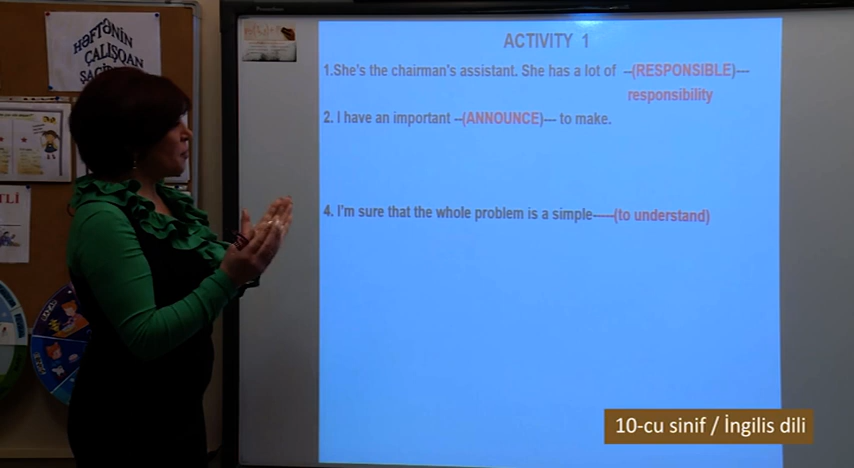 HƏFTƏNİN
ÇALIŞQAN
ŞAGİRD
ACTIVITY 1
1.She's the chairman's assistant. She has a lot of –(RESPONSIBLE)---
responsibility
2. I have an important --(ANNOUNCE)--- to make.
4. I'm sure that the whole problem is a simple-----(to understand)
10-cu sinif / İngilis dili